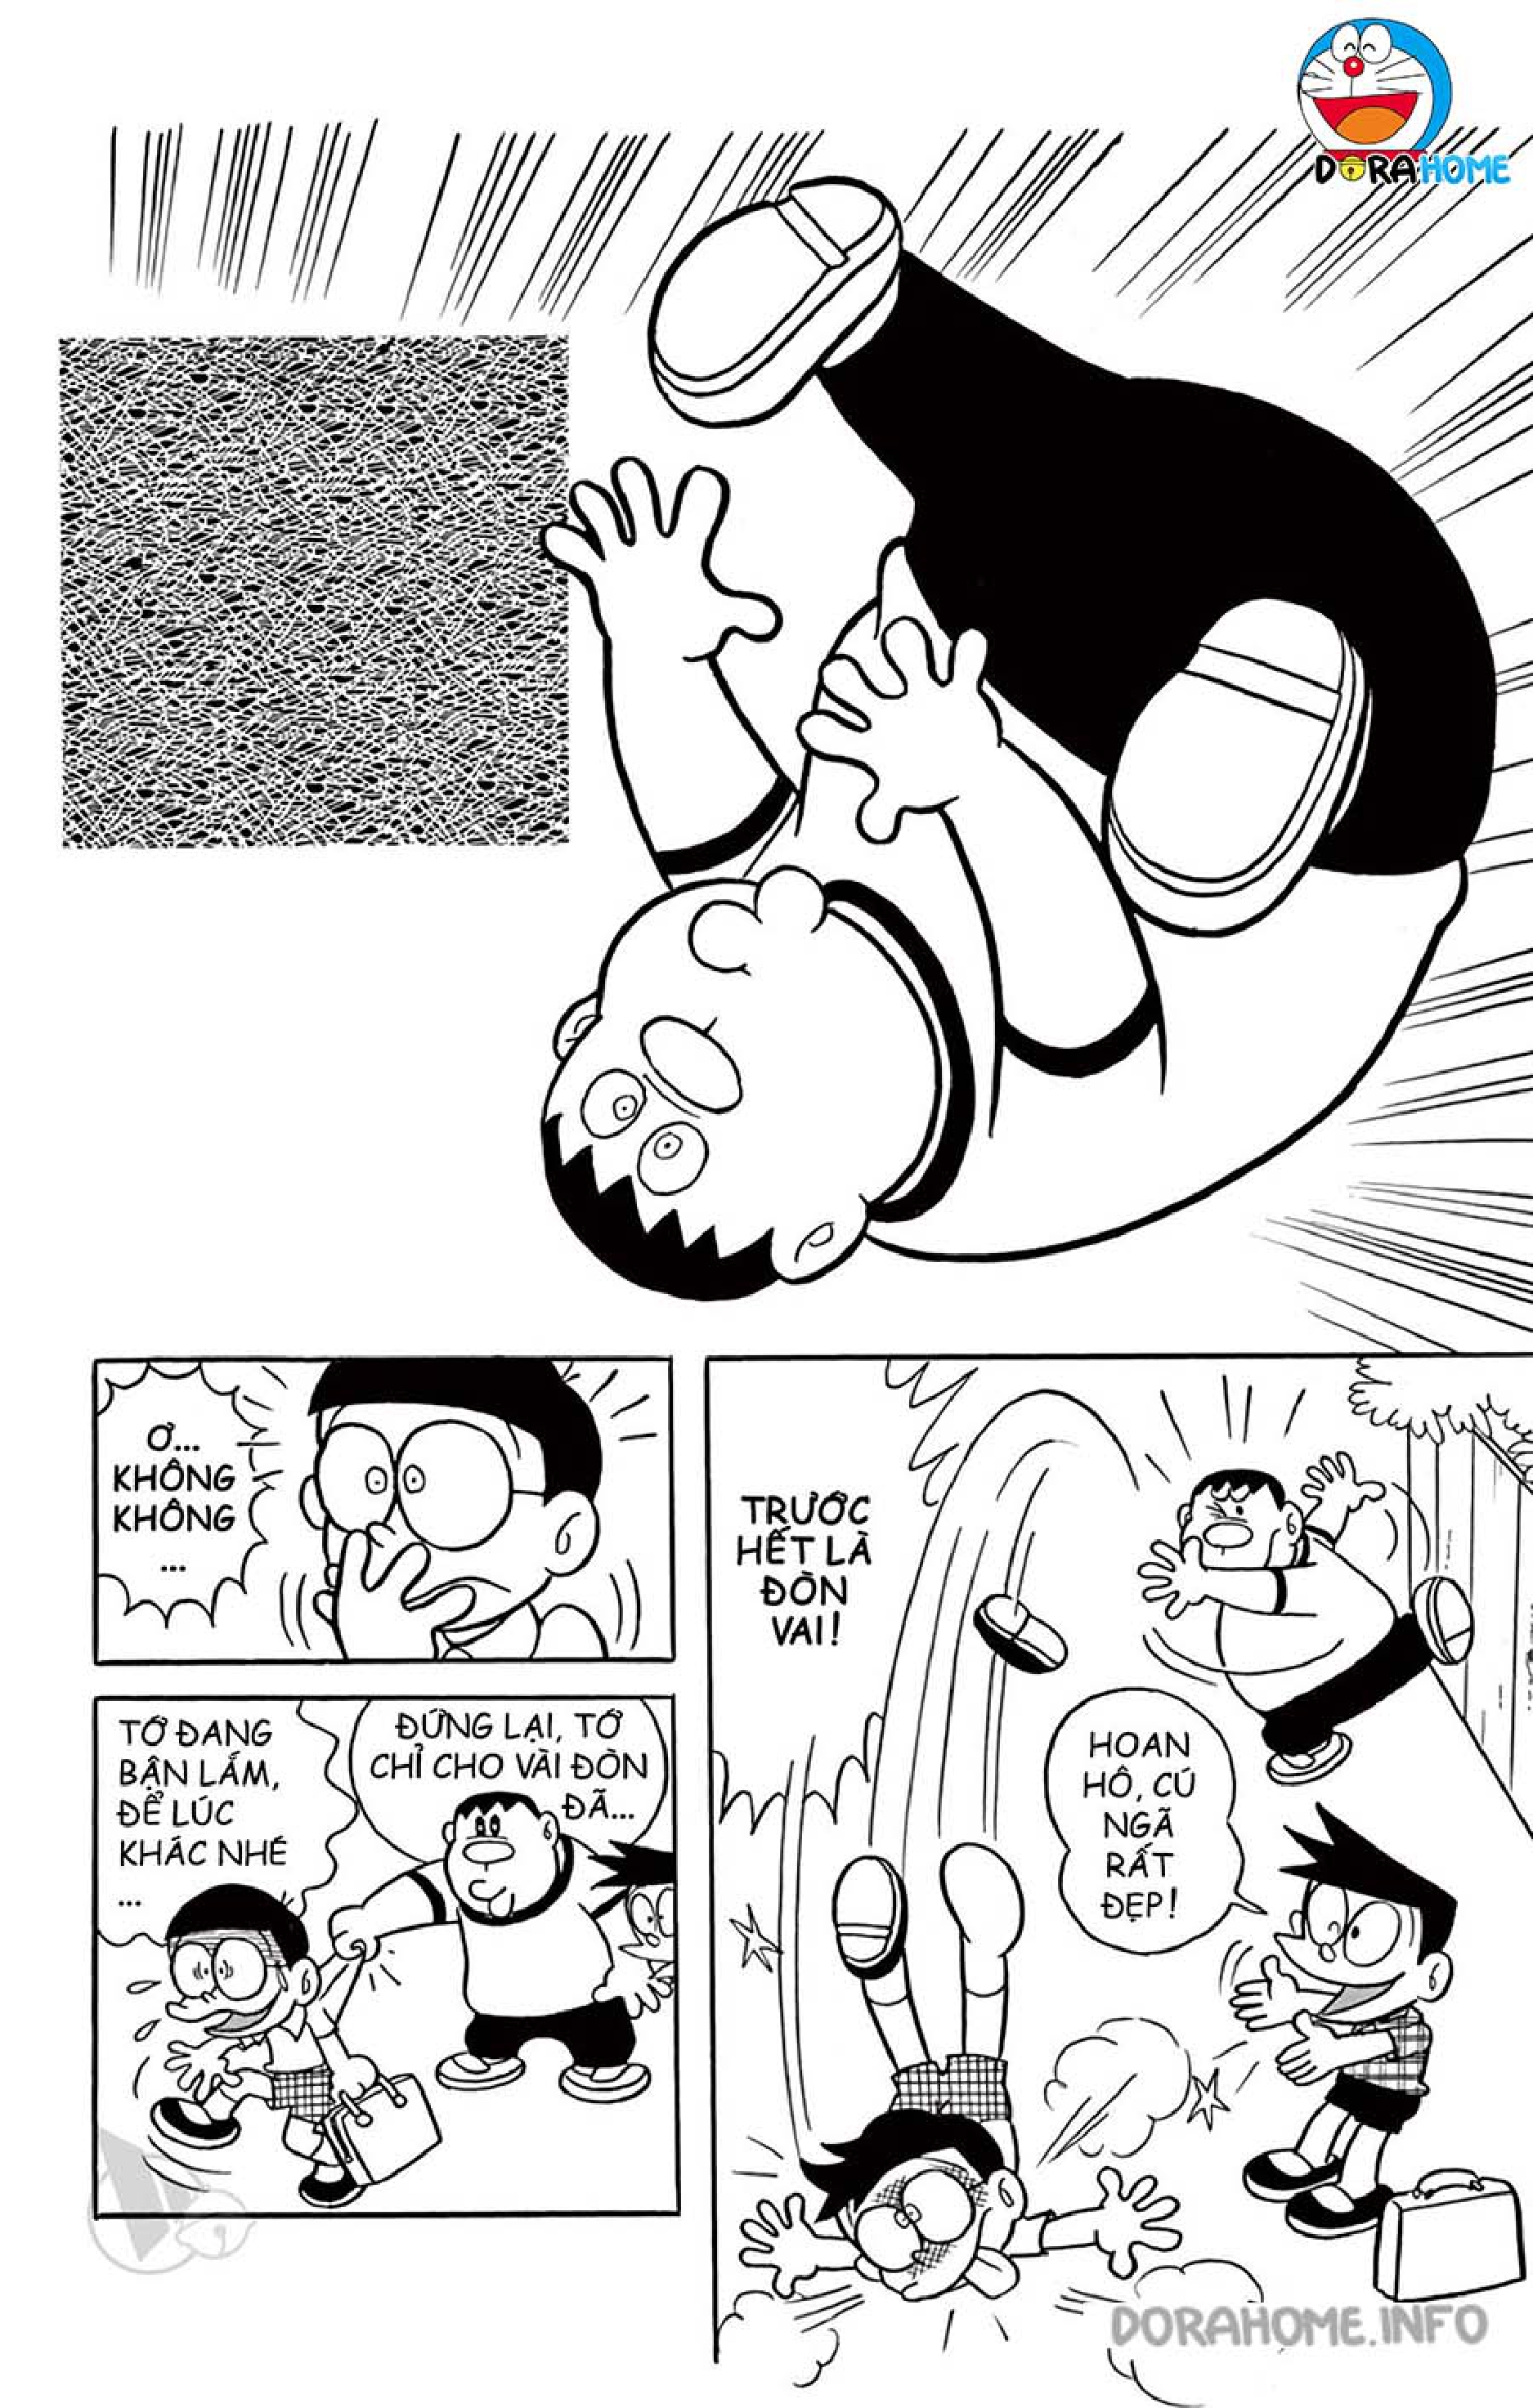 DORAHOME
Ơ...
KHÔNG
KHÔNG
...
TRƯỚC
HẾT LÀ
ĐÒN
VAI!
HOAN
HÔ, CÚ
NGÃ
RẤT
ĐẸP!
ĐỨNG LẠI, TỚ
CHỈ CHO VÀI ĐÒN
ĐÃ...
TỚ ĐANG
BẬN LẮM,
ĐỂ LÚC
KHÁC NHÉ
...
DORAHOME.INFO